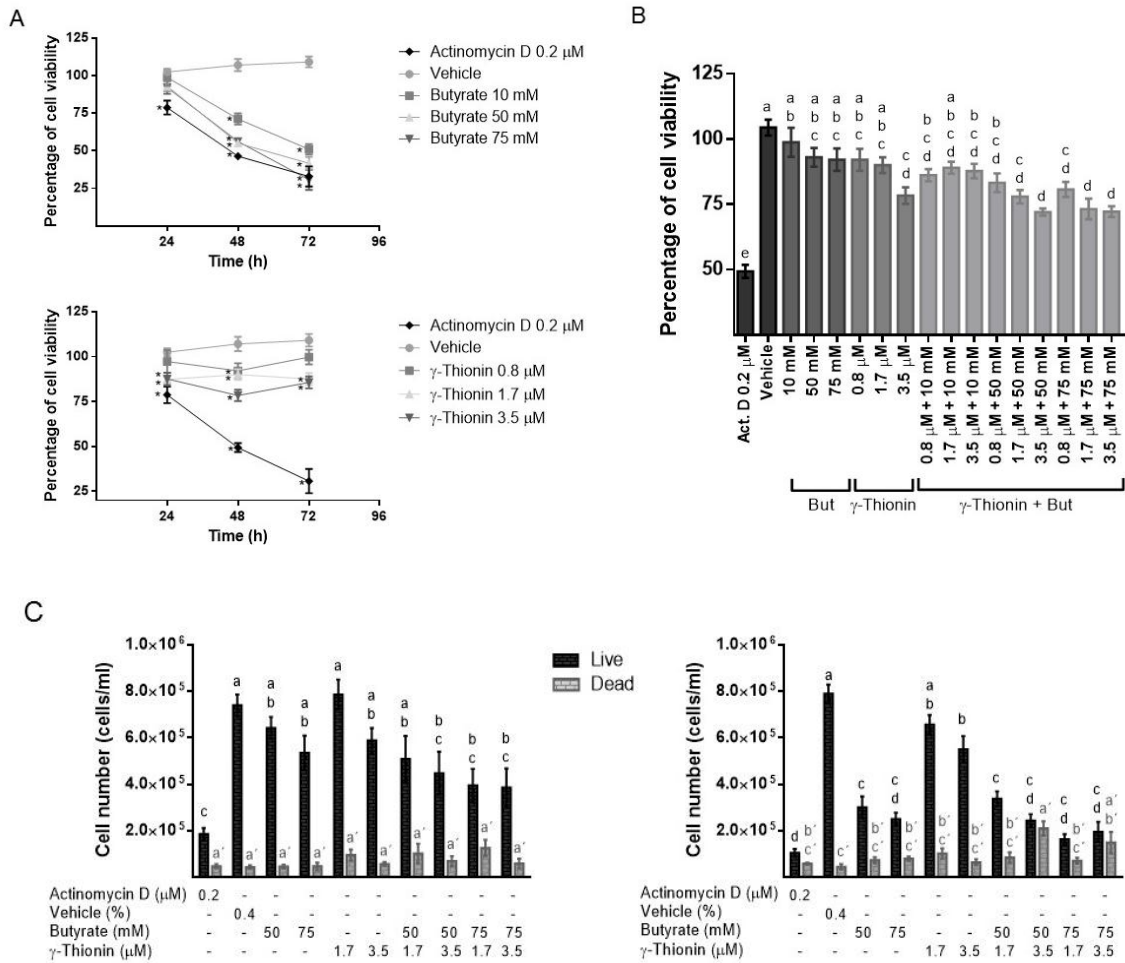 A
Percentage of cell viability
125
100
75
50
25
24
48
72
96
Time (h)
Actinomycin D 0.2 μM
Vehicle
Butyrate 10 mM
Butyrate 50 mM
Butyrate 75 mM
Percentage of cell viability
125
100
75
50
25
24
48
72
96
Time (h)
Actinomycin D 0.2 μM
Vehicle
γ-Thionin 0.8 μM
γ-Thionin 1.7 μM
γ-Thionin 3.5 μM
B
Percentage of cell viability
125
100
75
50
e
a
a b
a b c
a b c
a b c
a b c
c d
b c d
a b c d
b c d
b c d
c d
d
c d
d
d
Act. D 0.2 μM
Vehicle
10 mM
50 mM
75 mM
0.8 μM
1.7 μM
3.5 μM
0.8 μM + 10 mM
1.7 μM + 10 mM
3.5 μM + 10 mM
0.8 μM + 50 mM
1.7 μM + 50 mM
3.5 μM + 50 mM
0.8 μM + 75 mM
1.7 μM + 75 mM
3.5 μM + 75 mM
But
γ-Thionin
γ-Thionin + But
C
Cell number (cells/ml)
1.0×10⁶
8.0×10⁵
6.0×10⁵
4.0×10⁵
2.0×10⁵
c a´
a a´
a b a´
a b a´
a a´
a b a´
a b c a´
b c a´
b c a´
b c a´
Actinomycin D (μM) 0.2 - - - - - - - - -
Vehicle (%) - 0.4 - - - - - - - -
Butyrate (mM) - - 50 75 - - 50 50 75 75
γ-Thionin (μM) - - - - 1.7 3.5 1.7 3.5 1.7 3.5
Live
Dead
Cell number (cells/ml)
1.0×10⁶
8.0×10⁵
6.0×10⁵
4.0×10⁵
2.0×10⁵
d b´ c´
a c´
c d b´ c´
c d b´ c´
a b b´ c´
b b´ c´
c b´ c´
c d a´
c d b´ c´
c d a´ b´
Actinomycin D (μM) 0.2 - - - - - - - - -
Vehicle (%) - 0.4 - - - - - - - -
Butyrate (mM) - - 50 75 - - 50 50 75 75
γ-Thionin (μM) - - - - 1.7 3.5 1.7 3.5 1.7 3.5